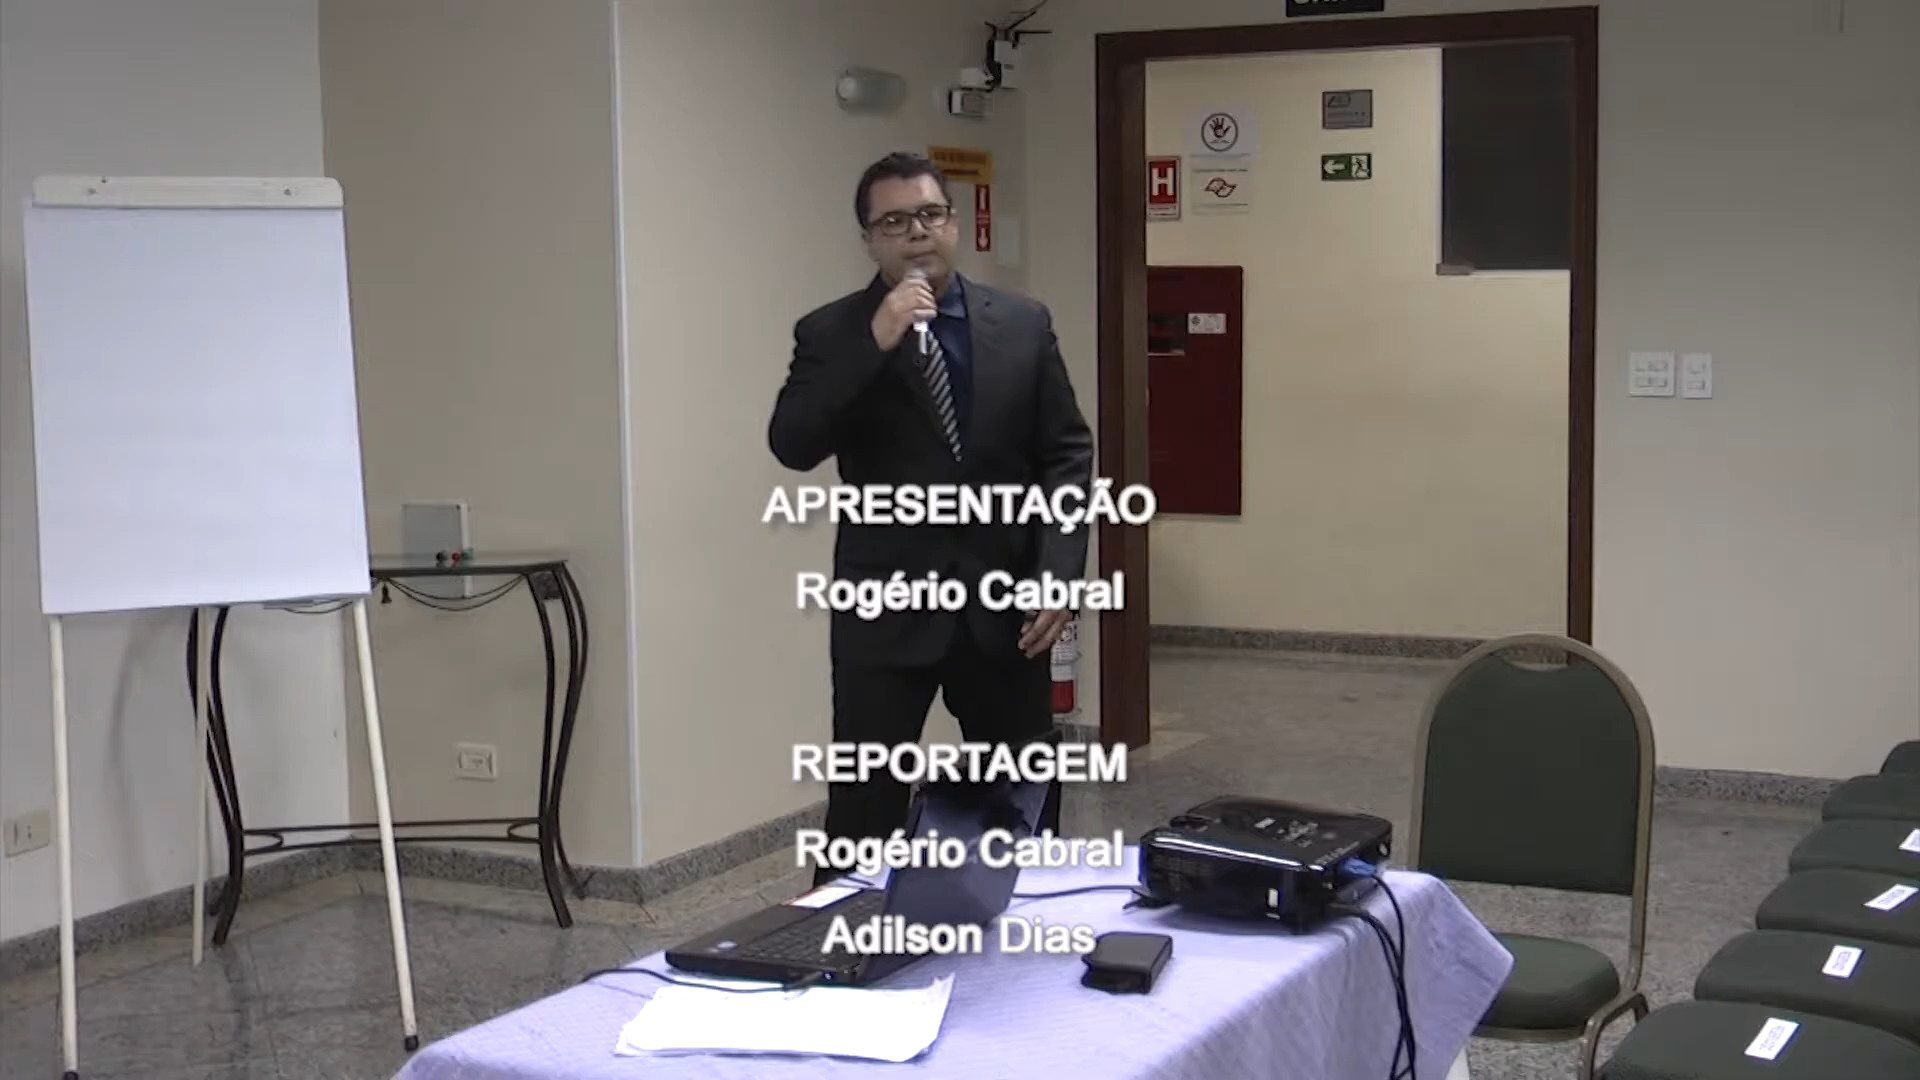 H
APRESENTAÇÃO
Rogério Cabral
REPORTAGEM
Rogério Cabral
Adilson Dias